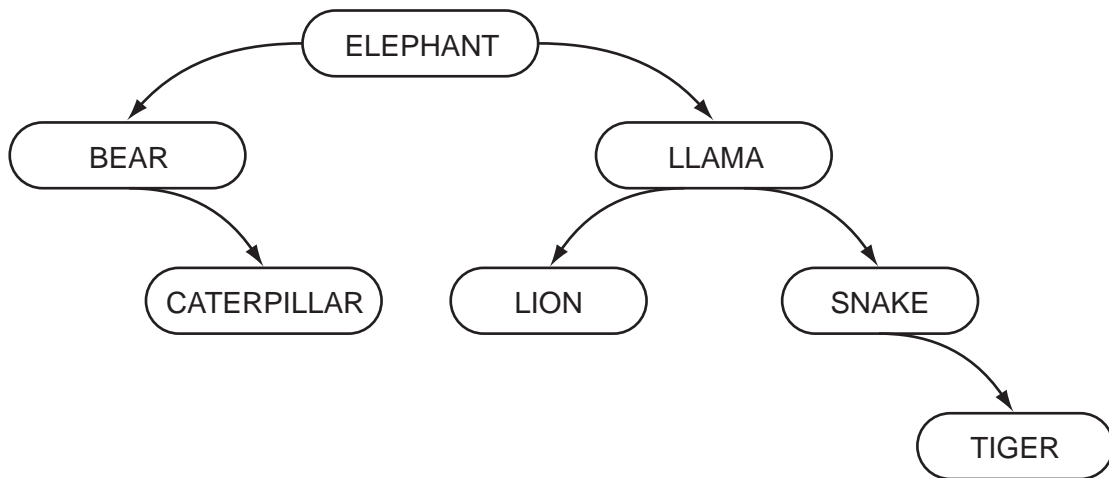 ELEPHANT
BEAR
LLAMA
CATERPILLAR
LION
SNAKE
TIGER